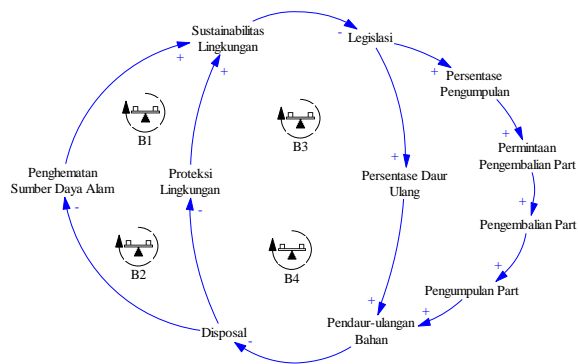 Sustainabilitas
Lingkungan
-
Legislasi
+
+
+
Persentase
Pengumpulan
+
Permintaan
Pengembalian Part
B1
B3
Penghematan
Sumber Daya Alam
Proteksi
Lingkungan
+
Persentase Daur
Ulang
+
-
-
Pengembalian Part
B2
B4
+
Pengumpulan Part
+
+
Pendaur-ulangan
Bahan
Disposal
-